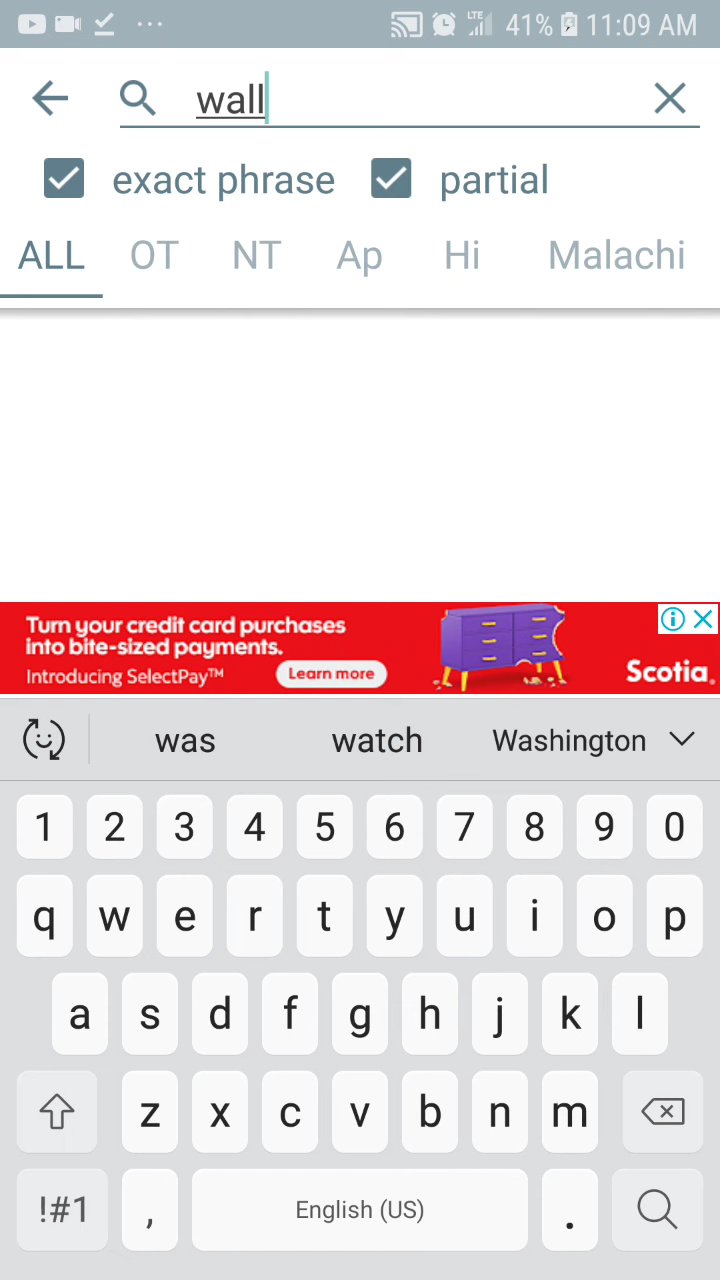 LTE 41% 11:09 AM
wall
exact phrase partial
ALL OT NT Ap Hi Malachi
Turn your credit card purchases
into bite-sized payments.
Introducing SelectPay™ Learn more
Scotia.
was watch Washington
1 2 3 4 5 6 7 8 9 0
q w e r t y u i o p
a s d f g h j k l
z x c v b n m
!#1 , English (US) .